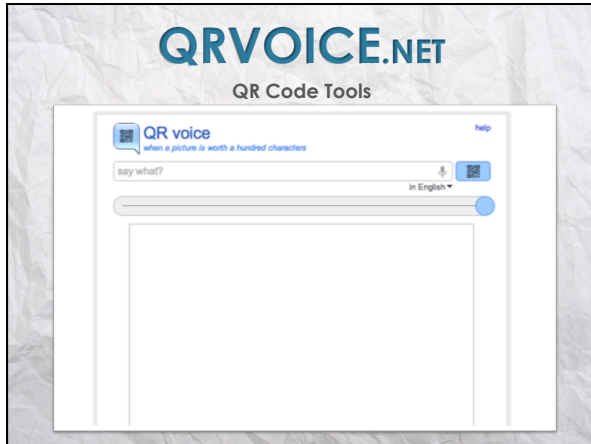 QRVOICE.NET
QR Code Tools
QR voice
help
when a picture is worth a hundred characters
say what?
in English